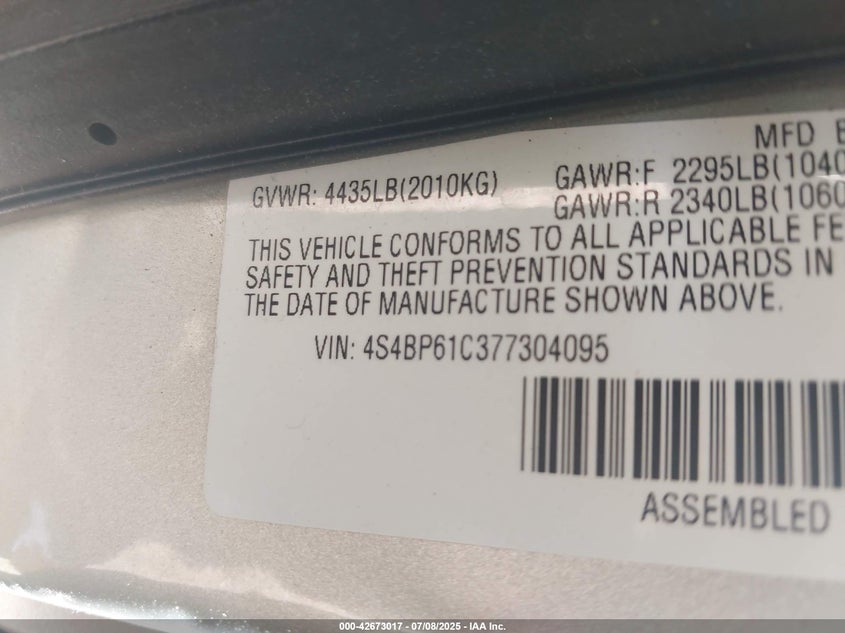 MFD
GVWR: 4435LB(2010KG)
GAWR:F 2295LB(1040
GAWR:R 2340LB(1060
THIS VEHICLE CONFORMS TO ALL APPLICABLE FE
SAFETY AND THEFT PREVENTION STANDARDS IN
THE DATE OF MANUFACTURE SHOWN ABOVE.
VIN: 4S4BP61C377304095
ASSEMBLED
000-42673017 - 07/08/2025 - IAA Inc.